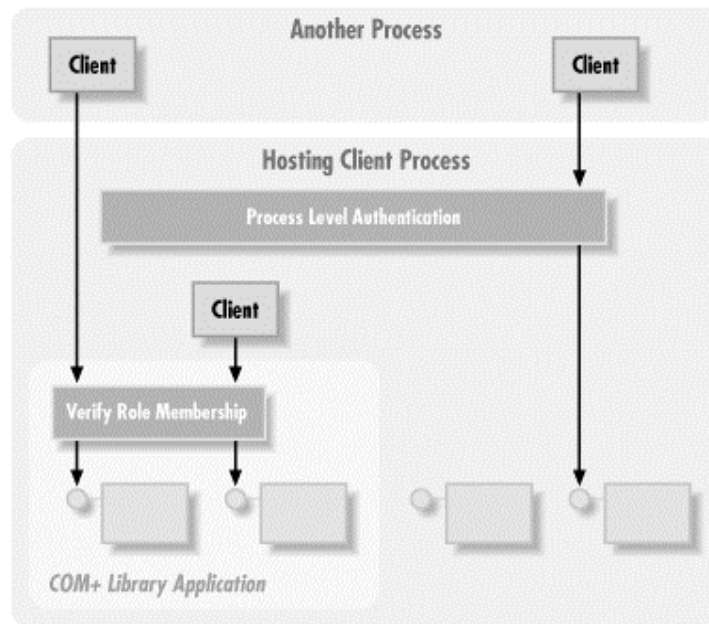 Another Process
Client
Client
Hosting Client Process
Process Level Authentication
Client
Verify Role Membership
COM+ Library Application